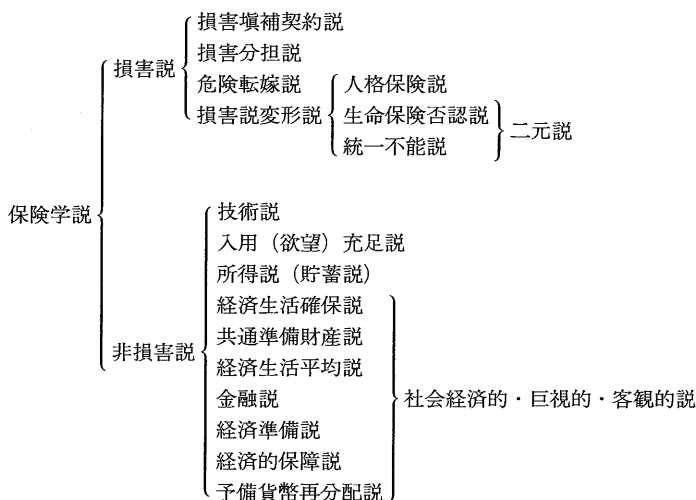 損害塡補契約説
損害分担説
損害説
危険転嫁説
人格保険説
損害説変形説
生命保険否認説
二元説
統一不能説
保険学説
技術説
入用（欲望）充足説
所得説（貯蓄説）
経済生活確保説
共通準備財産説
非損害説
経済生活平均説
金融説
社会経済的・巨視的・客観的説
経済準備説
経済的保障説
予備貨幣再分配説